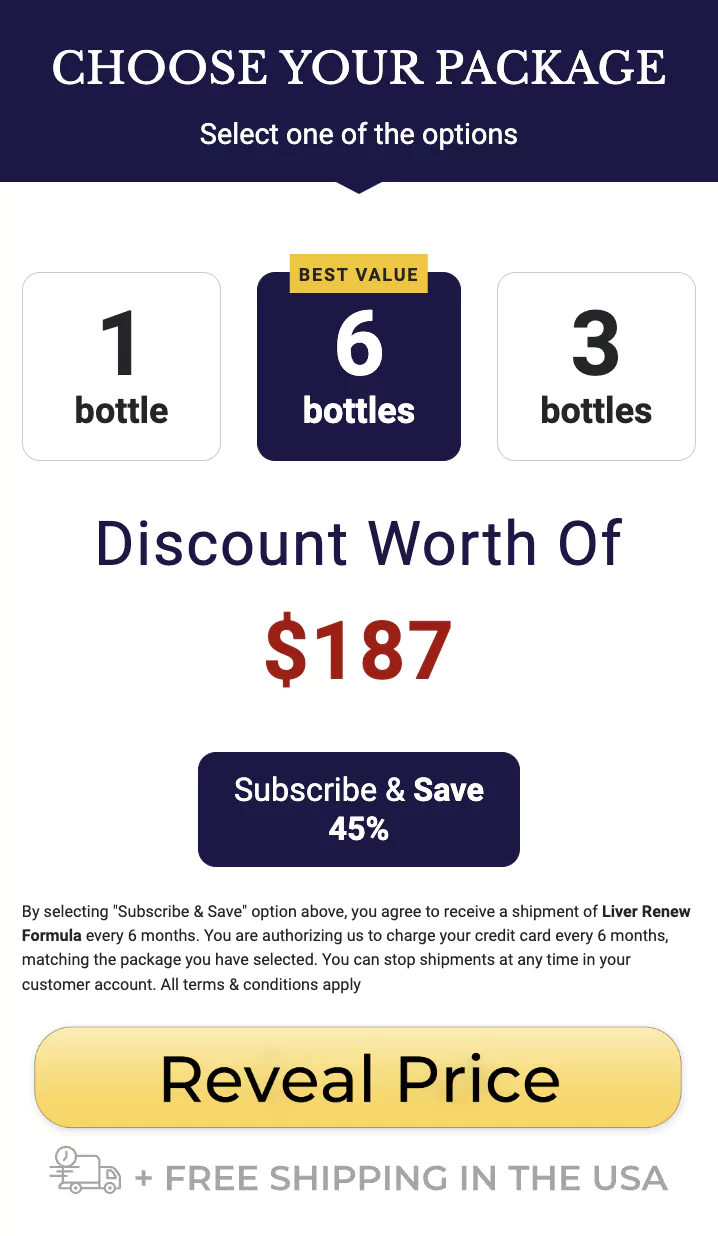 CHOOSE YOUR PACKAGE
Select one of the options
1
bottle
BEST VALUE
6
bottles
3
bottles
Discount Worth Of
$187
Subscribe & Save
45%
By selecting "Subscribe & Save" option above, you agree to receive a shipment of Liver Renew
Formula every 6 months. You are authorizing us to charge your credit card every 6 months,
matching the package you have selected. You can stop shipments at any time in your
customer account. All terms & conditions apply
Reveal Price
+ FREE SHIPPING IN THE USA